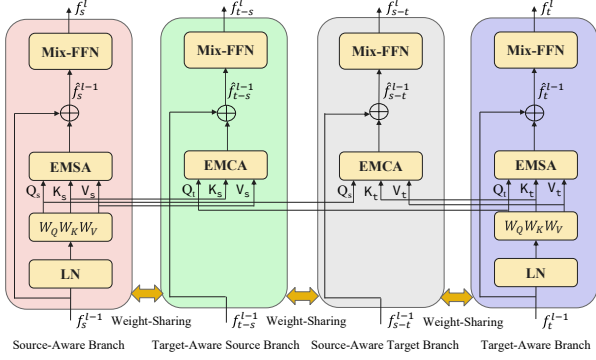 f_s^l f_{t-s}^l f_{s-t}^l f_t^l
Mix-FFN Mix-FFN Mix-FFN Mix-FFN
f̂_s^{l-1} f̂_{t-s}^{l-1} f̂_{s-t}^{l-1} f̂_t^{l-1}
EMSA EMCA EMCA EMSA
Q_s K_s V_s Q_t K_s V_s Q_s K_t V_t Q_t K_t V_t
W_Q W_K W_V W_Q W_K W_V
LN LN
f_s^{l-1} Weight-Sharing f_{t-s}^{l-1} Weight-Sharing f_{s-t}^{l-1} Weight-Sharing f_t^{l-1}
Source-Aware Branch Target-Aware Source Branch Source-Aware Target Branch Target-Aware Branch